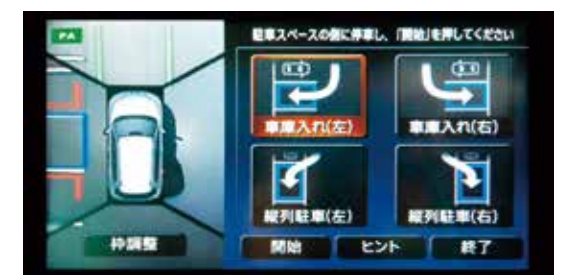 PA
駐車スペースの側に停車し、「開始」を押してください
車庫入れ(左)
車庫入れ(右)
縦列駐車(左)
縦列駐車(右)
枠調整
開始
ヒント
終了